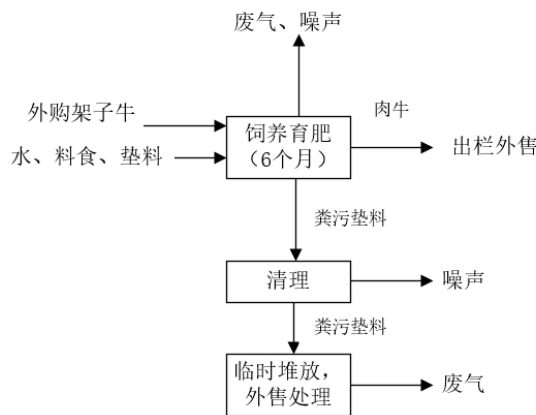 废气、噪声
外购架子牛
水、料食、垫料
饲养育肥
（6个月）
肉牛
出栏外售
粪污垫料
清理
噪声
粪污垫料
临时堆放，
外售处理
废气